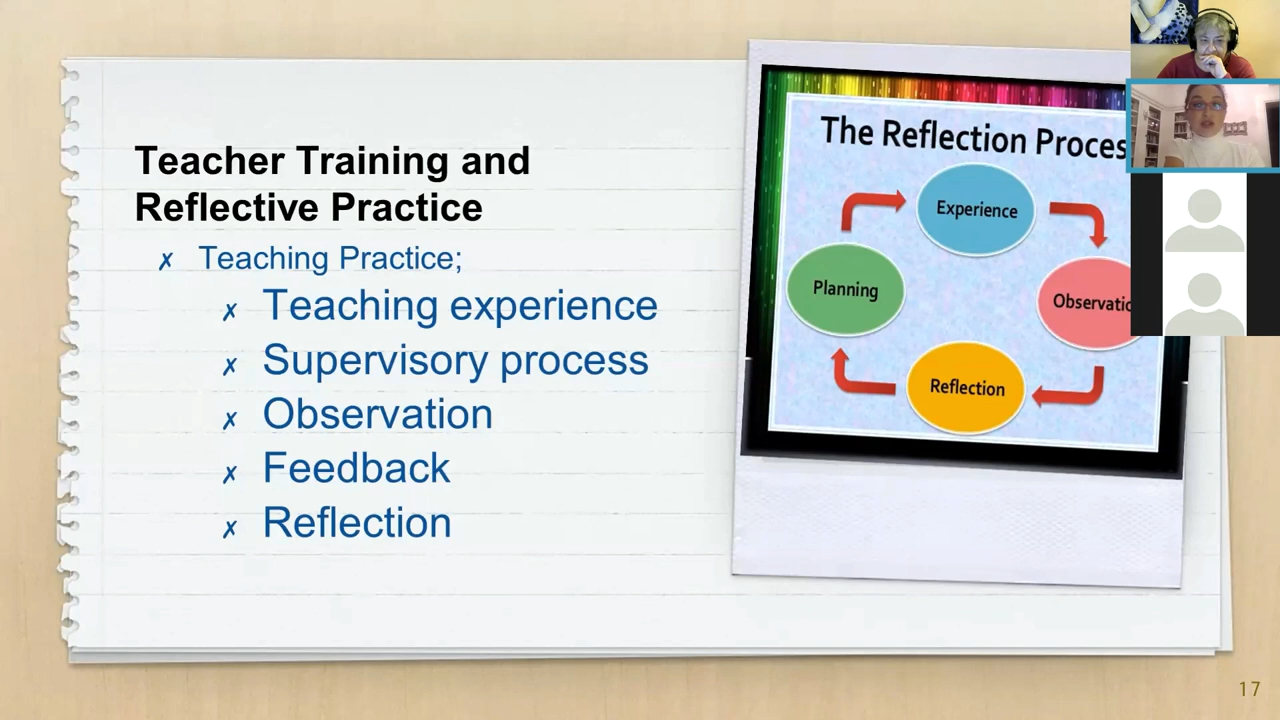 Teacher Training and
Reflective Practice
✗ Teaching Practice;
✗ Teaching experience
✗ Supervisory process
✗ Observation
✗ Feedback
✗ Reflection
The Reflection Proces
Experience
Observatio
Reflection
Planning
17